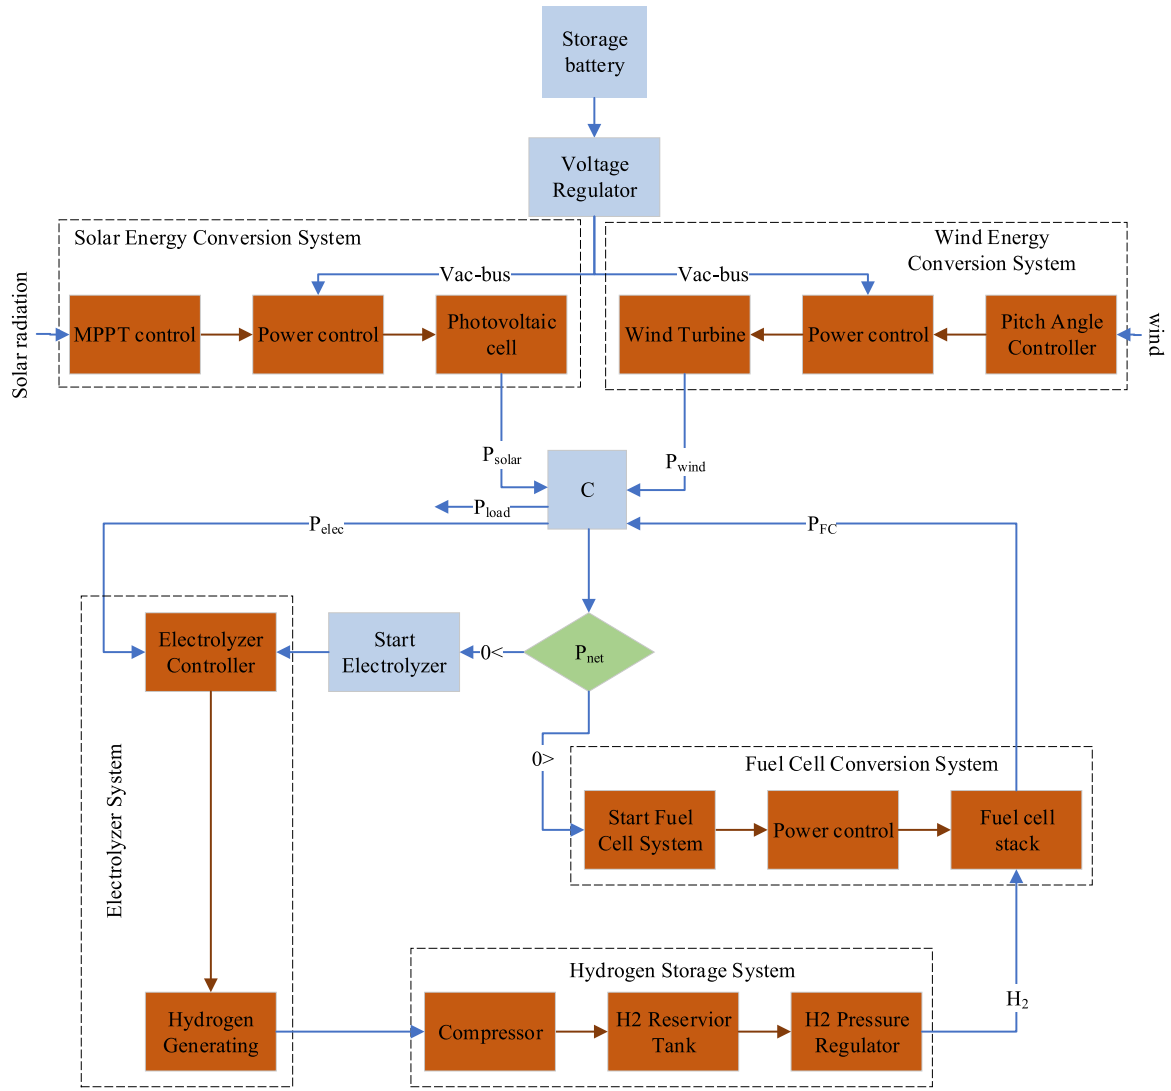 Storage
battery
Voltage
Regulator
Solar Energy Conversion System
Wind Energy
Conversion System
Vac-bus
Vac-bus
Solar radiation
MPPT control
Power control
Photovoltaic
cell
Wind Turbine
Power control
Pitch Angle
Controller
wind
Psolar
Pwind
C
Pload
Pelec
PFC
Electrolyzer
Controller
Start
Electrolyzer
0<
Pnet
0>
Electrolyzer System
Fuel Cell Conversion System
Start Fuel
Cell System
Power control
Fuel cell
stack
Hydrogen Storage System
H2
Hydrogen
Generating
Compressor
H2 Reservior
Tank
H2 Pressure
Regulator